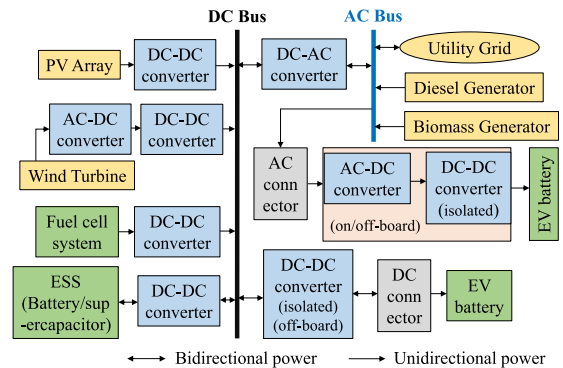 DC Bus
AC Bus
PV Array
DC-DC
converter
DC-AC
converter
Utility Grid
Diesel Generator
Biomass Generator
AC-DC
converter
DC-DC
converter
Wind Turbine
AC
conn
ector
AC-DC
converter
DC-DC
converter
(isolated)
(on/off-board)
EV battery
Fuel cell
system
DC-DC
converter
ESS
(Battery/sup
-ercapacitor)
DC-DC
converter
DC-DC
converter
(isolated)
(off-board)
DC
conn
ector
EV
battery
Bidirectional power
Unidirectional power